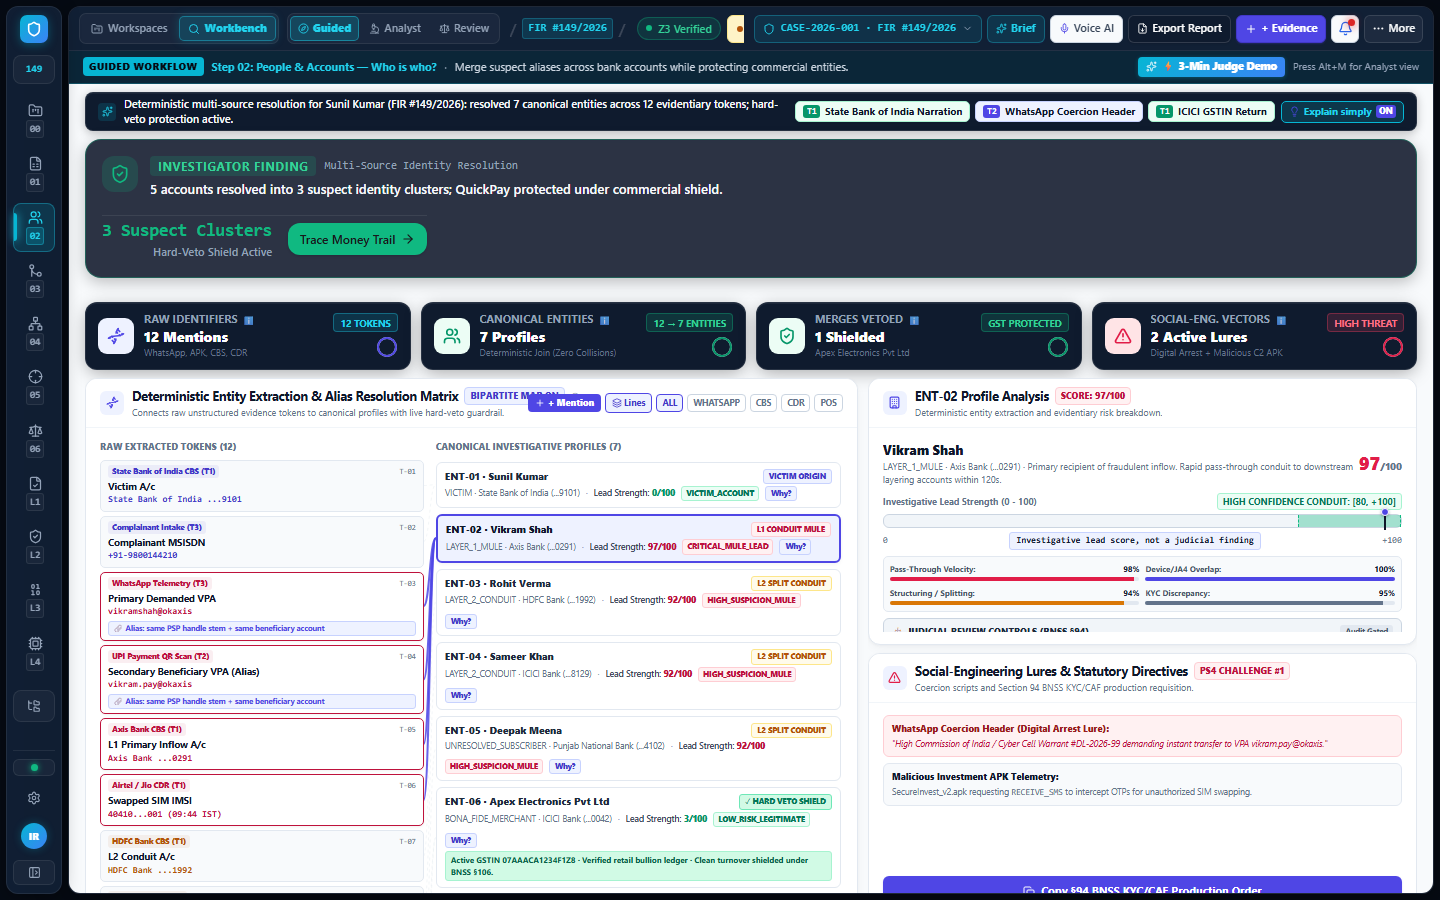 149
00
01
02
03
04
05
06
L1
L2
L3
L4
IR
Workspaces
Workbench
Guided
Analyst
Review
/
FIR #149/2026
/
Z3 Verified
CASE-2026-001 · FIR #149/2026
Brief
Voice AI
Export Report
+ Evidence
More
GUIDED WORKFLOW
Step 02: People & Accounts — Who is who?
· Merge suspect aliases across bank accounts while protecting commercial entities.
3-Min Judge Demo
Press Alt+M for Analyst view
Deterministic multi-source resolution for Sunil Kumar (FIR #149/2026): resolved 7 canonical entities across 12 evidentiary tokens; hard-
veto protection active.
T1 State Bank of India Narration
T2 WhatsApp Coercion Header
T1 ICICI GSTIN Return
Explain simply ON
INVESTIGATOR FINDING
Multi-Source Identity Resolution
5 accounts resolved into 3 suspect identity clusters; QuickPay protected under commercial shield.
3 Suspect Clusters
Hard-Veto Shield Active
Trace Money Trail →
RAW IDENTIFIERS
12 TOKENS
12 Mentions
WhatsApp, APK, CBS, CDR
CANONICAL ENTITIES
12 → 7 ENTITIES
7 Profiles
Deterministic Join (Zero Collisions)
MERGES VETOED
GST PROTECTED
1 Shielded
Apex Electronics Pvt Ltd
SOCIAL-ENG. VECTORS
HIGH THREAT
2 Active Lures
Digital Arrest + Malicious C2 APK
Deterministic Entity Extraction & Alias Resolution Matrix
BIPARTITE
Connects raw unstructured evidence tokens to canonical profiles with live hard-veto guardrail.
+ Mention
Lines
ALL
WHATSAPP
CBS
CDR
POS
RAW EXTRACTED TOKENS (12)
State Bank of India CBS (T1)
T-01
Victim A/c
State Bank of India ...9101
Complainant Intake (T3)
T-02
Complainant MSISDN
+91-9800144210
WhatsApp Telemetry (T3)
T-03
Primary Demanded VPA
vikramshah@okaxis
Alias: same PSP handle stem + same beneficiary account
UPI Payment QR Scan (T2)
T-04
Secondary Beneficiary VPA (Alias)
vikram.pay@okaxis
Alias: same PSP handle stem + same beneficiary account
Axis Bank CBS (T1)
T-05
L1 Primary Inflow A/c
Axis Bank ...0291
Airtel / Jio CDR (T1)
T-06
Swapped SIM IMSI
40410...001 (09:44 IST)
HDFC Bank CBS (T1)
T-07
L2 Conduit A/c
HDFC Bank ...1992
CANONICAL INVESTIGATIVE PROFILES (7)
ENT-01 · Sunil Kumar
VICTIM ORIGIN
VICTIM · State Bank of India (...9101) · Lead Strength: 0/100 VICTIM_ACCOUNT Why?
ENT-02 · Vikram Shah
L1 CONDUIT MULE
LAYER_1_MULE · Axis Bank (...0291) · Lead Strength: 97/100 CRITICAL_MULE_LEAD Why?
ENT-03 · Rohit Verma
L2 SPLIT CONDUIT
LAYER_2_CONDUIT · HDFC Bank (...1992) · Lead Strength: 92/100 HIGH_SUSPICION_MULE
Why?
ENT-04 · Sameer Khan
L2 SPLIT CONDUIT
LAYER_2_CONDUIT · ICICI Bank (...8129) · Lead Strength: 92/100 HIGH_SUSPICION_MULE
Why?
ENT-05 · Deepak Meena
L2 SPLIT CONDUIT
UNRESOLVED_SUBSCRIBER · Punjab National Bank (...4102) · Lead Strength: 92/100
HIGH_SUSPICION_MULE Why?
ENT-06 · Apex Electronics Pvt Ltd
✓ HARD VETO SHIELD
BONA_FIDE_MERCHANT · ICICI Bank (...0042) · Lead Strength: 3/100 LOW_RISK_LEGITIMATE
Why?
Active GSTIN 07AAACA1234F1Z8 · Verified retail bullion ledger · Clean turnover shielded under
BNSS §106.
ENT-02 Profile Analysis
SCORE: 97/100
Deterministic entity extraction and evidentiary risk breakdown.
Vikram Shah
LAYER_1_MULE · Axis Bank (...0291) · Primary recipient of fraudulent inflow. Rapid pass-through conduit to downstream
layering accounts within 120s.
97/100
Investigative Lead Strength (0 - 100)
HIGH CONFIDENCE CONDUIT: [80, +100]
0
Investigative lead score, not a judicial finding
+100
Pass-Through Velocity: 98%
Device/JA4 Overlap: 100%
Structuring / Splitting: 94%
KYC Discrepancy: 95%
JUDICIAL REVIEW CONTROLS (BNSS §94)
Audit Gated
Social-Engineering Lures & Statutory Directives
PS4 CHALLENGE #1
Coercion scripts and Section 94 BNSS KYC/CAF production requisition.
WhatsApp Coercion Header (Digital Arrest Lure):
"High Commission of India / Cyber Cell Warrant #DL-2026-99 demanding instant transfer to VPA vikram.pay@okaxis."
Malicious Investment APK Telemetry:
SecureInvest_v2.apk requesting RECEIVE_SMS to intercept OTPs for unauthorized SIM swapping.
Copy §94 BNSS KYC/CAF Production Order